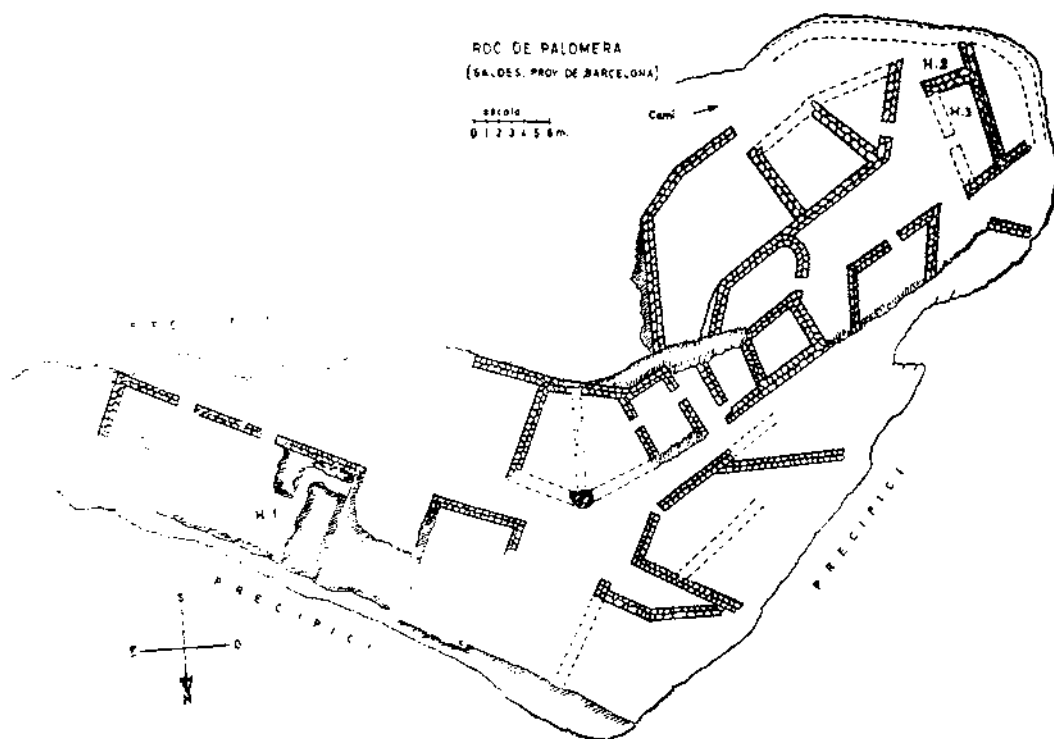 ROC DE PALOMERA
(SALDES. PROV DE BARCELONA)
escala
0 1 2 3 4 5 6 m.
Camí
H.2
H.3
H.1
PRECIPICI
PRECIPICI
S
E O
N